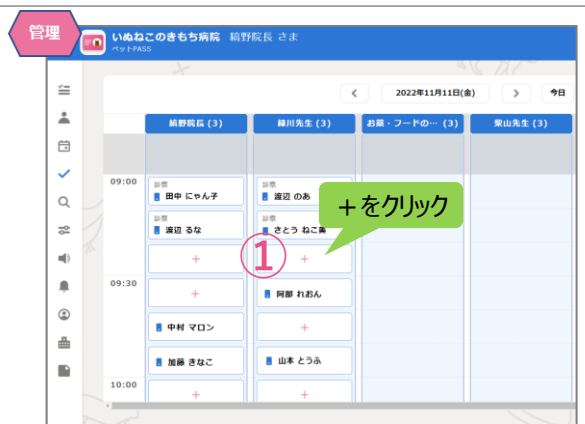 管理
いぬねこのきもち病院 縞野院長 さま
ペットPASS
2022年11月11日(金)
今日
縞野院長 (3)
緑川先生 (3)
お薬・フードの… (3)
栗山先生 (3)
09:00
診察
田中 にゃん子
診察
渡辺 のあ
+をクリック
診察
渡辺 るな
診察
さとう ねこ美
+
①
+
09:30
+
阿部 れおん
中村 マロン
+
加藤 きなこ
山本 とうふ
10:00
+
+